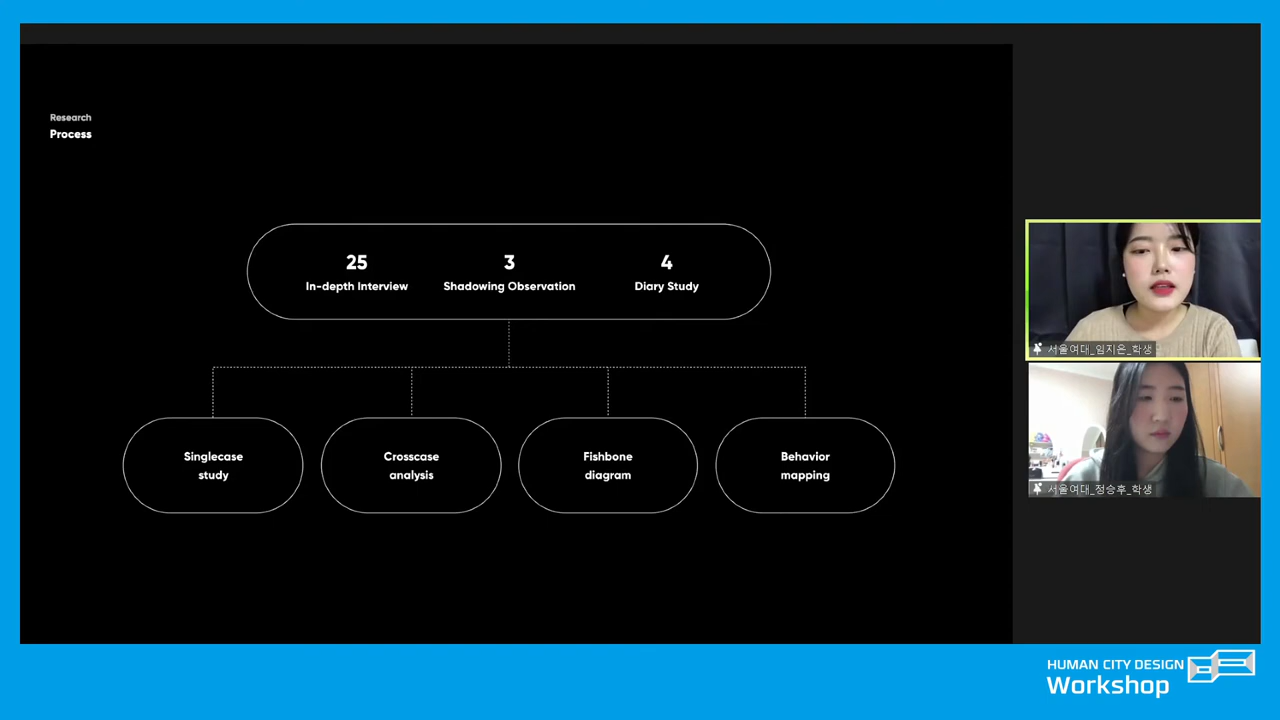 Research
Process
25
In-depth Interview
3
Shadowing Observation
4
Diary Study
Singlecase
study
Crosscase
analysis
Fishbone
diagram
Behavior
mapping
서울여대_임지은_학생
서울여대_정승후_학생
HUMAN CITY DESIGN
Workshop